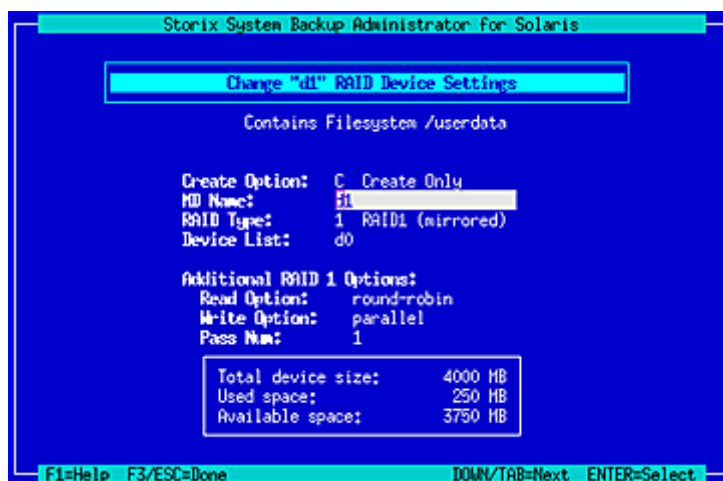 Storix System Backup Administrator for Solaris
Change "d1" RAID Device Settings
Contains Filesystem /userdata
Create Option: C Create Only
MD Name: d1
RAID Type: 1 RAID1 (mirrored)
Device List: d0
Additional RAID 1 Options:
Read Option: round-robin
Write Option: parallel
Pass Num: 1
Total device size: 4000 MB
Used space: 250 MB
Available space: 3750 MB
F1=Help F3/ESC=Done DOWN/TAB=Next ENTER=Select